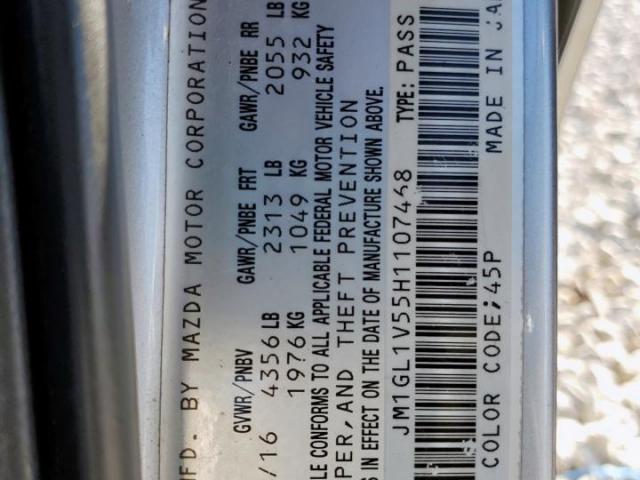 MFD. BY MAZDA MOTOR CORPORATION
GVWR/PNBV GAWR/PNBE FRT GAWR/PNBE RR
/16 4356 LB 2313 LB 2055 LB
1976 KG 1049 KG 932 KG
LE CONFORMS TO ALL APPLICABLE FEDERAL MOTOR VEHICLE SAFETY
PER, AND THEFT PREVENTION
S IN EFFECT ON THE DATE OF MANUFACTURE SHOWN ABOVE.
JM1GL1V55H1107468 TYPE: PASS
COLOR CODE;45P MADE IN JA